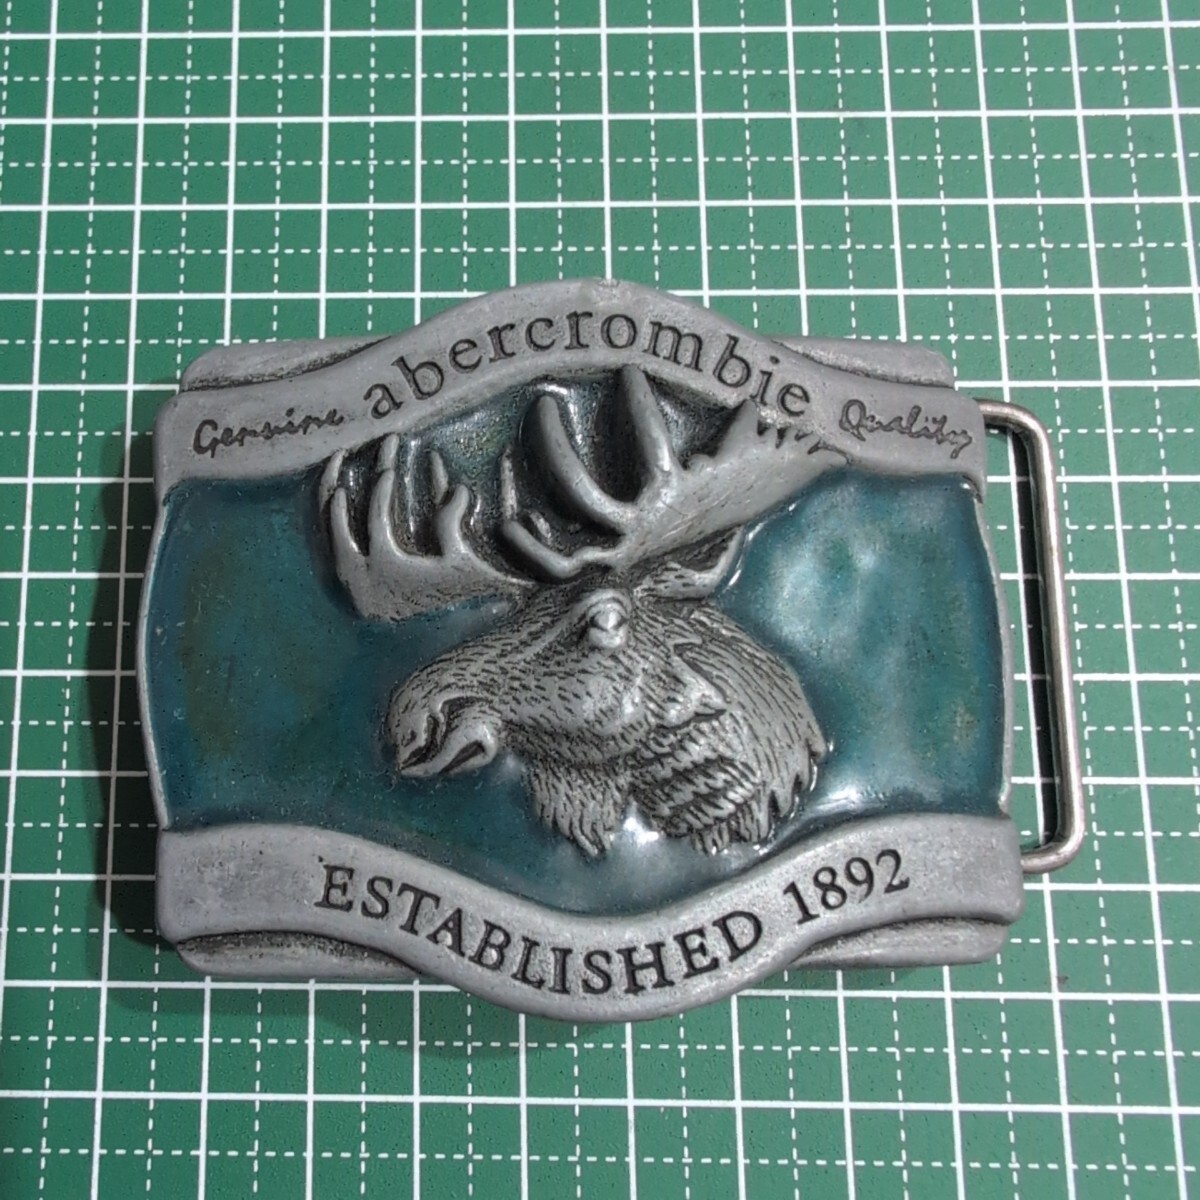 Genuine abercrombie Quality
ESTABLISHED 1892